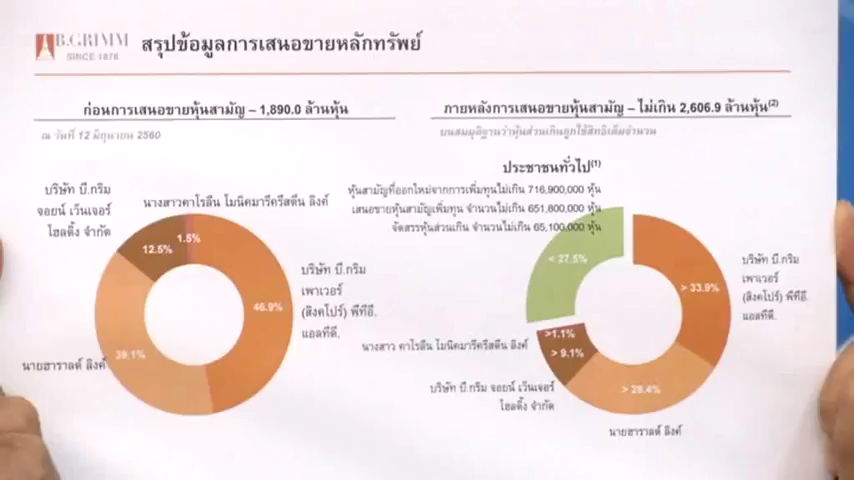 B.GRIMM
SINCE 1878
สรุปข้อมูลการเสนอขายหลักทรัพย์
ก่อนการเสนอขายหุ้นสามัญ – 1,890.0 ล้านหุ้น
ณ วันที่ 12 มิถุนายน 2560
บริษัท บี.กริม
จอยน์ เว็นเจอร์
โฮลดิ้ง จำกัด
นางสาวคาโรลีน โมนิคมารีคริสตีน ลิงค์
1.5%
12.5%
46.9%
39.1%
บริษัท บี.กริม
เพาเวอร์
(สิงคโปร์) พีทีอี.
แอลทีดี.
นายฮาราลด์ ลิงค์
ภายหลังการเสนอขายหุ้นสามัญ – ไม่เกิน 2,606.9 ล้านหุ้น(2)
บนสมมุติฐานว่าหุ้นส่วนเกินถูกใช้สิทธิเต็มจำนวน
ประชาชนทั่วไป(1)
หุ้นสามัญที่ออกใหม่จากการเพิ่มทุนไม่เกิน 716,900,000 หุ้น
เสนอขายหุ้นสามัญเพิ่มทุน จำนวนไม่เกิน 651,800,000 หุ้น
จัดสรรหุ้นส่วนเกิน จำนวนไม่เกิน 65,100,000 หุ้น
< 27.5%
> 33.9%
บริษัท บี.กริม
เพาเวอร์
(สิงคโปร์) พีทีอี.
แอลทีดี.
>1.1%
นางสาว คาโรลีน โมนิคมารีคริสตีน ลิงค์
> 9.1%
บริษัท บี.กริม จอยน์ เว็นเจอร์
โฮลดิ้ง จำกัด
> 28.4%
นายฮาราลด์ ลิงค์